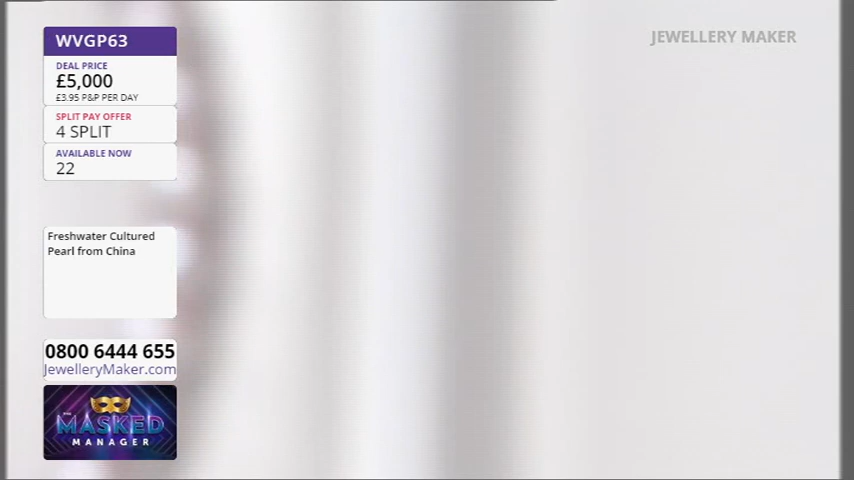 WVGP63
DEAL PRICE
£5,000
£3.95 P&P PER DAY
SPLIT PAY OFFER
4 SPLIT
AVAILABLE NOW
22
Freshwater Cultured
Pearl from China
0800 6444 655
JewelleryMaker.com
THE
MASKED
MANAGER
JEWELLERY MAKER